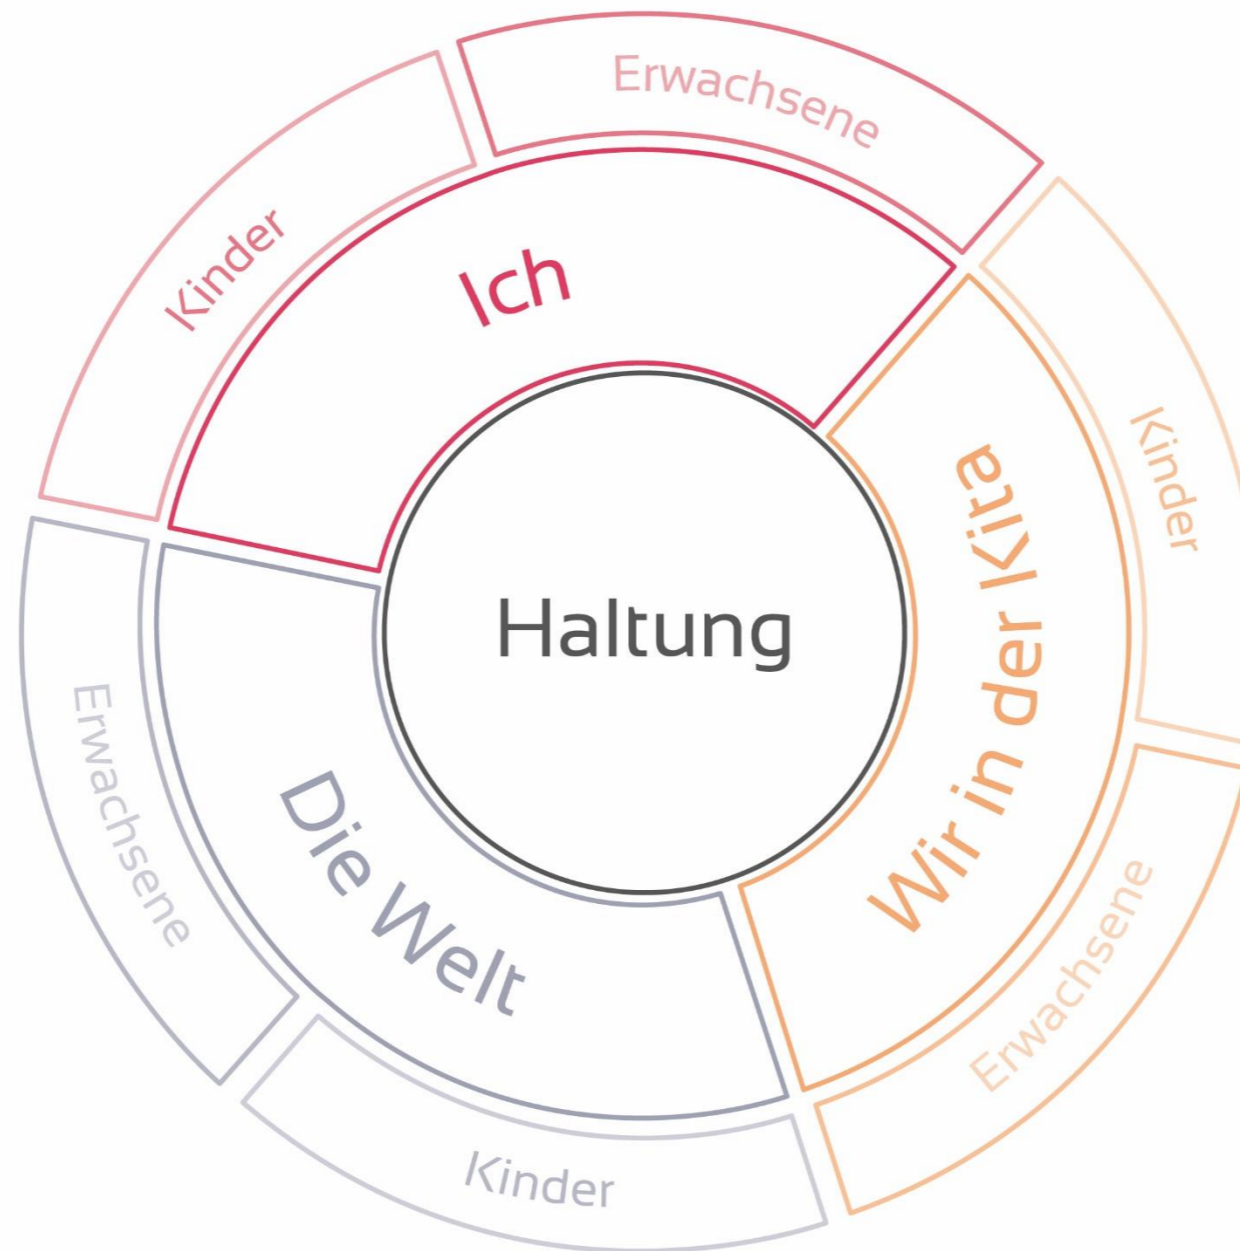 Erwachsene
Kinder
Ich
Kinder
Wir in der Kita
Haltung
Erwachsene
Die Welt
Erwachsene
Kinder